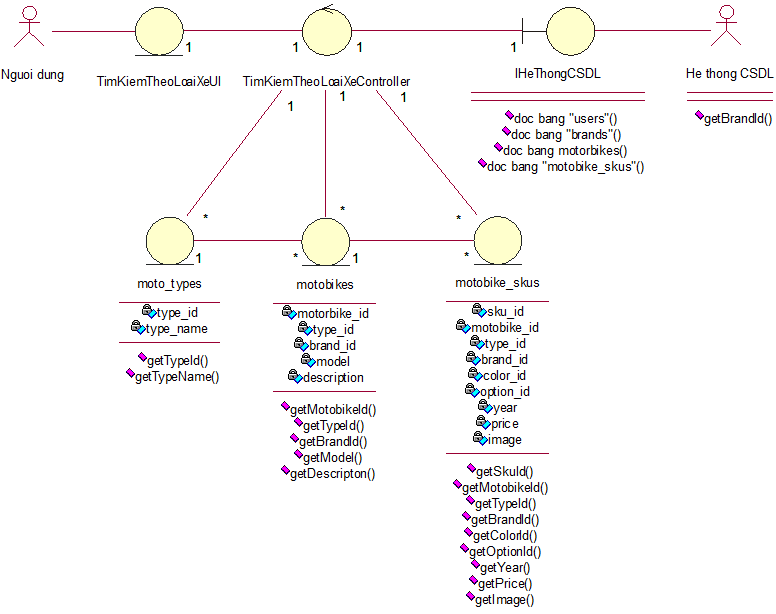 1 1 1 1
Nguoi dung
TimKiemTheoLoaiXeUI
TimKiemTheoLoaiXeController
IHeThongCSDL
He thong CSDL
doc bang "users"()
doc bang "brands"()
doc bang motorbikes()
doc bang "motobike_skus"()
getBrandId()
1 1 1
* * *
1 * 1 *
moto_types
type_id
type_name
getTypeId()
getTypeName()
motobikes
motorbike_id
type_id
brand_id
model
description
getMotobikeId()
getTypeId()
getBrandId()
getModel()
getDescripton()
motobike_skus
sku_id
motobike_id
type_id
brand_id
color_id
option_id
year
price
image
getSkuId()
getMotobikeId()
getTypeId()
getBrandId()
getColorId()
getOptionId()
getYear()
getPrice()
getImage()